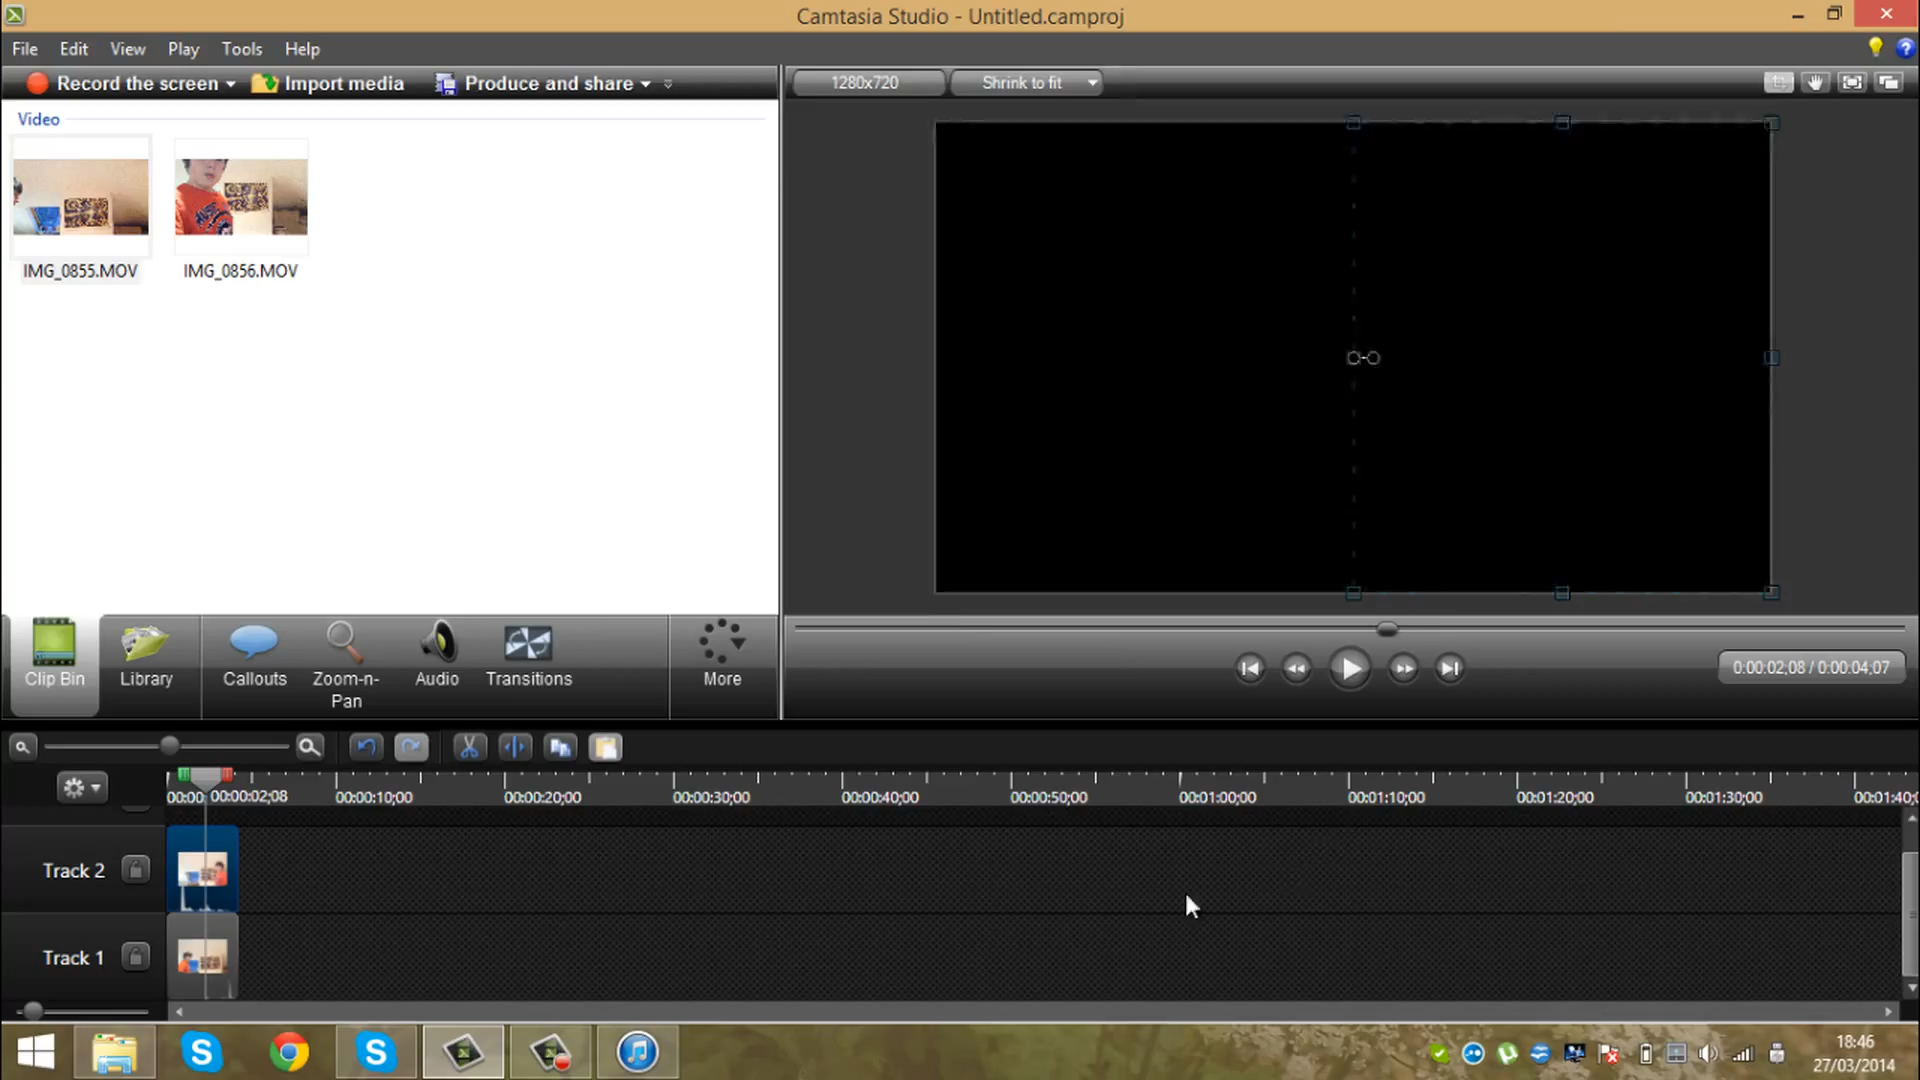 Camtasia Studio - Untitled.camproj
File Edit View Play Tools Help
Record the screen Import media Produce and share
1280x720 Shrink to fit
Video
IMG_0855.MOV IMG_0856.MOV
Clip Bin Library Callouts Zoom-n-Pan Audio Transitions More
0:00:02;08 / 0:00:04;07
00:00: 00:00:02;08 00:00:10;00 00:00:20;00 00:00:30;00 00:00:40;00 00:00:50;00 00:01:00;00 00:01:10;00 00:01:20;00 00:01:30;00 00:01:40;0
Track 2
Track 1
18:46
27/03/2014